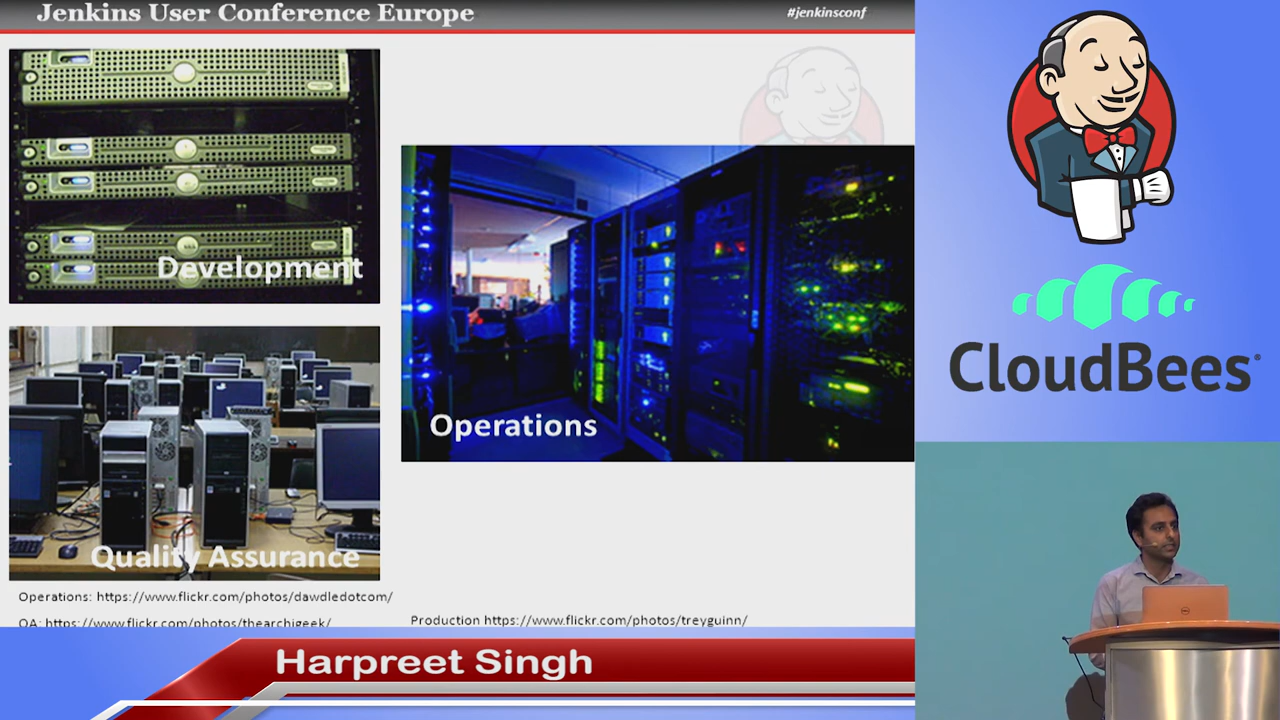 Jenkins User Conference Europe
#jenkinsconf
Development
Operations
Quality Assurance
Operations: https://www.flickr.com/photos/dawdledotcom/
QA: https://www.flickr.com/photos/thearchigeek/
Production https://www.flickr.com/photos/treyguinn/
Harpreet Singh
CloudBees®
DELL